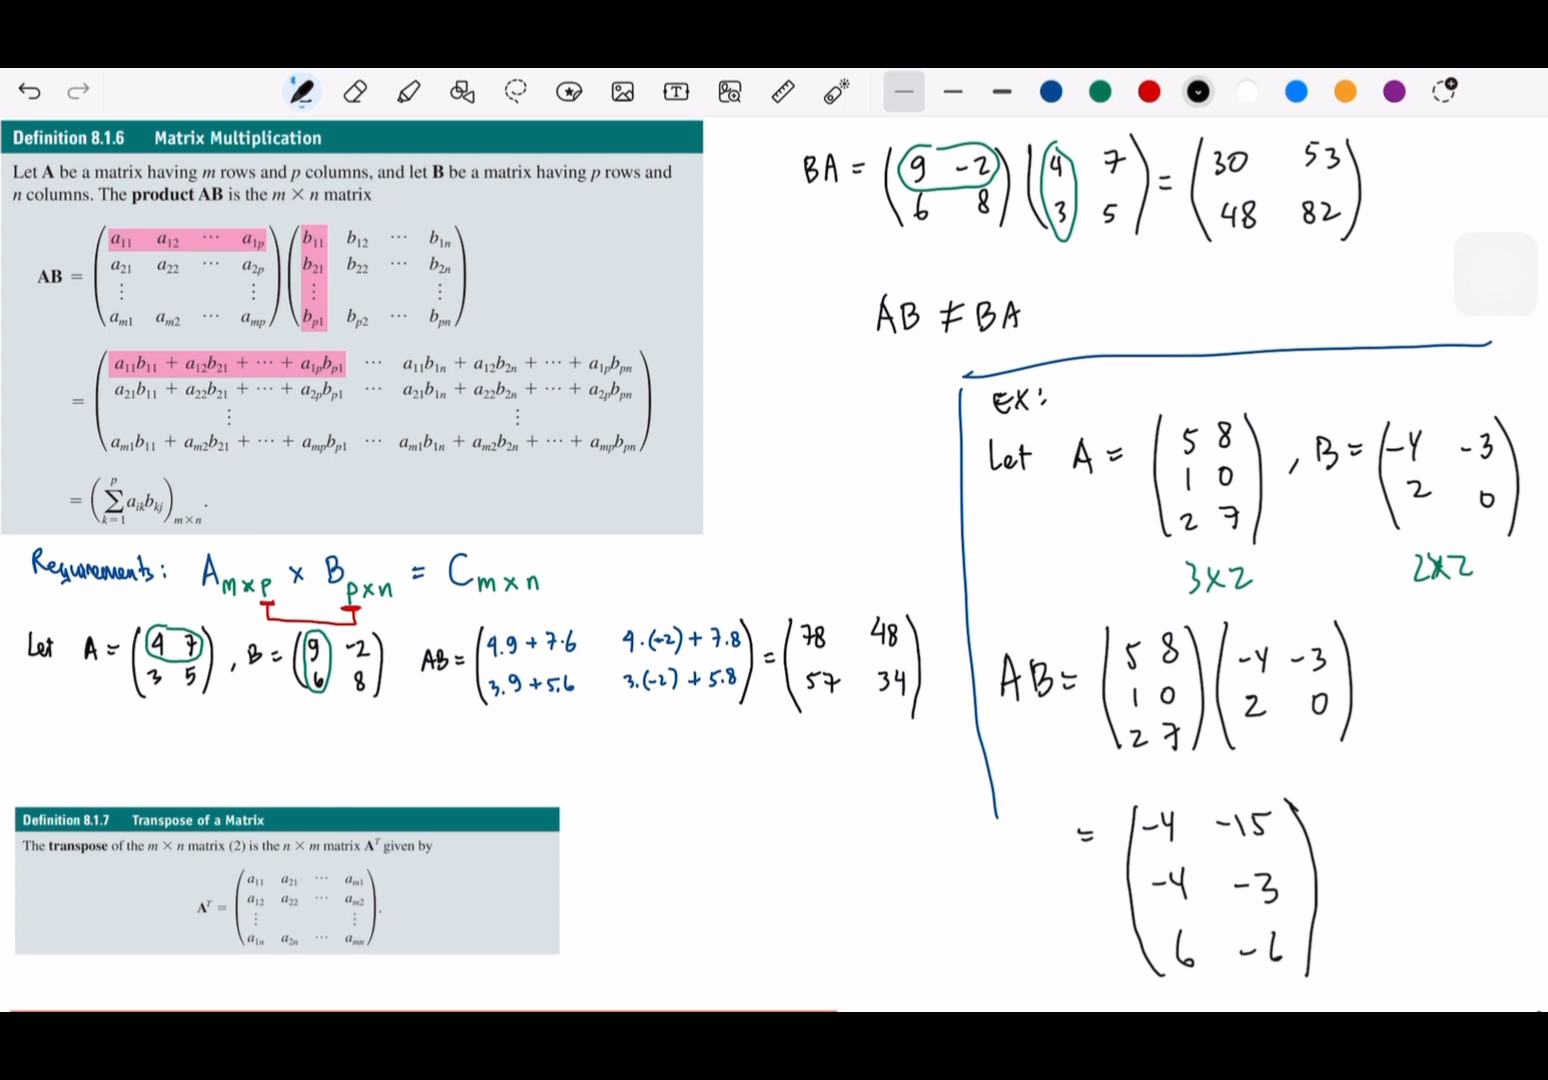 Definition 8.1.6 Matrix Multiplication
Let A be a matrix having m rows and p columns, and let B be a matrix having p rows and
n columns. The product AB is the m × n matrix
AB = ( a11 a12 ⋯ a1p ) ( b11 b12 ⋯ b1n )
a21 a22 ⋯ a2p b21 b22 ⋯ b2n
⋮ ⋮ ⋮ ⋮
am1 am2 ⋯ amp bp1 bp2 ⋯ bpn
= ( a11b11 + a12b21 + ⋯ + a1pbp1 ⋯ a11b1n + a12b2n + ⋯ + a1pbpn )
a21b11 + a22b21 + ⋯ + a2pbp1 ⋯ a21b1n + a22b2n + ⋯ + a2pbpn
⋮ ⋮
am1b11 + am2b21 + ⋯ + ampbp1 ⋯ am1b1n + am2b2n + ⋯ + ampbpn
= ( p∑k=1 aikbkj )m×n .
Requirements: Am×p × Bp×n = Cm×n
Let A = ( 4 7 ) , B = ( 9 -2 ) AB = ( 4.9 + 7.6 4.(-2) + 7.8 ) = ( 78 48 )
3 5 6 8 3.9 + 5.6 3.(-2) + 5.8 57 34
Definition 8.1.7 Transpose of a Matrix
The transpose of the m × n matrix (2) is the n × m matrix A^T given by
A^T = ( a11 a21 ⋯ am1 ) .
a12 a22 ⋯ am2
⋮ ⋮
a1n a2n ⋯ amn
BA = ( 9 -2 ) ( 4 7 ) = ( 30 53 )
6 8 3 5 48 82
AB ≠ BA
EX:
Let A = ( 5 8 ) , B = ( -4 -3 )
1 0 2 0
2 7
3×2 2×2
AB = ( 5 8 ) ( -4 -3 )
1 0 2 0
2 7
= ( -4 -15 )
-4 -3
6 -6